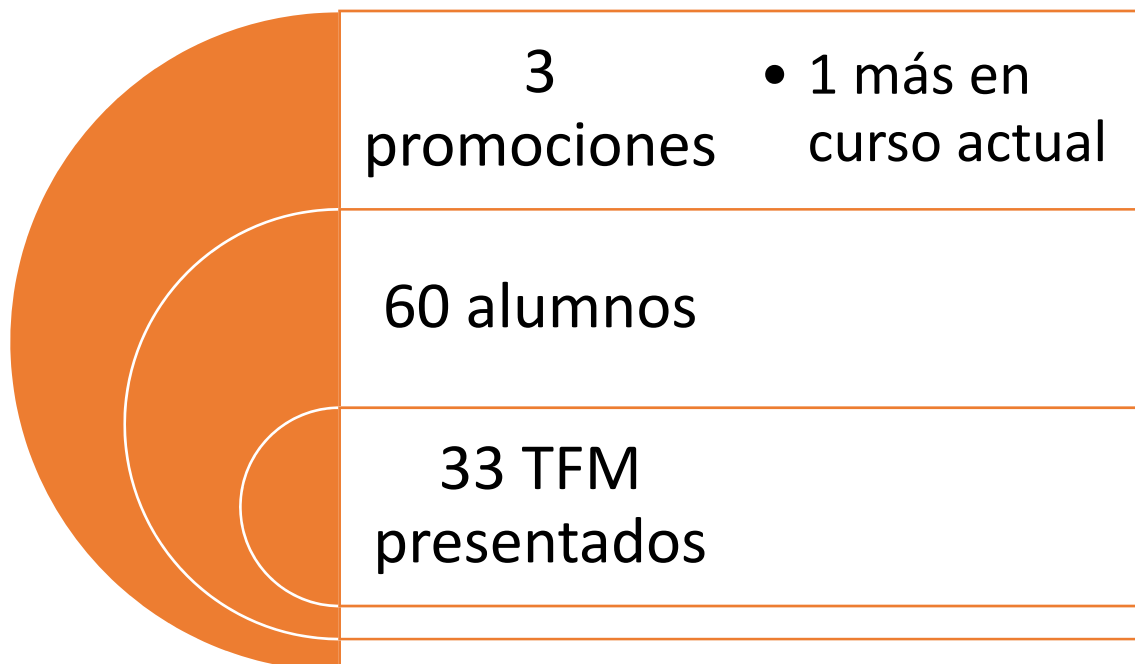 3
promociones
• 1 más en
curso actual
60 alumnos
33 TFM
presentados